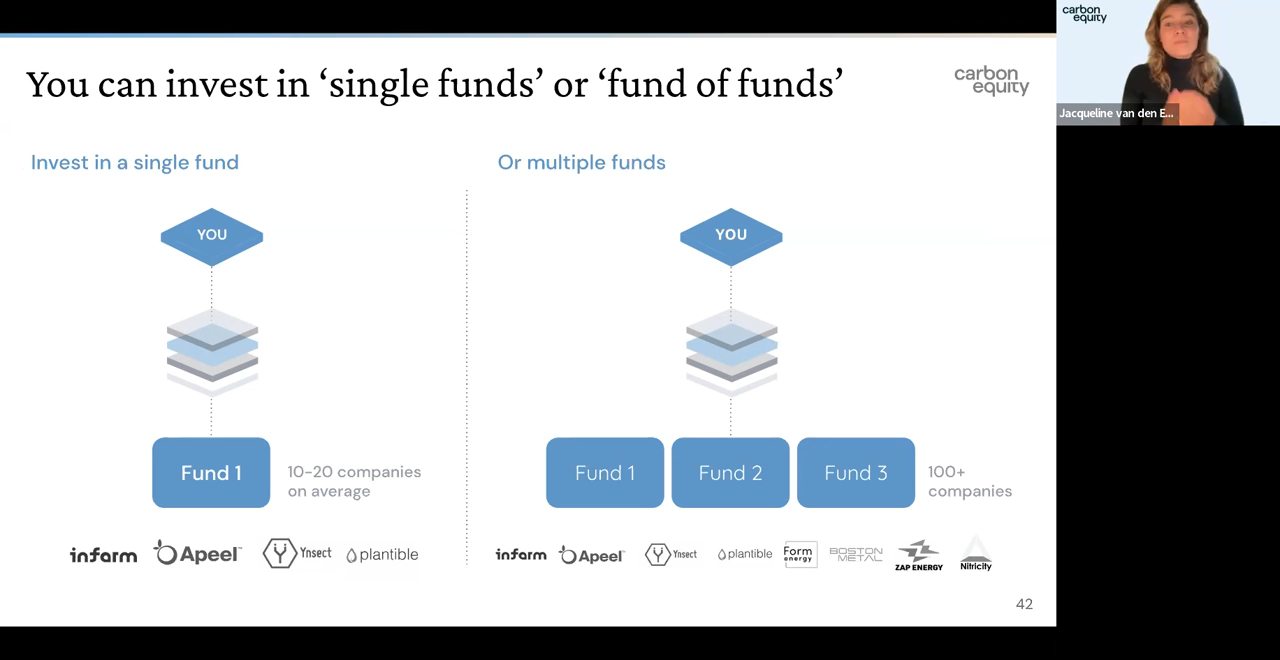 You can invest in ‘single funds’ or ‘fund of funds’
carbon
equity
carbon
equity
Jacqueline van den E...
Invest in a single fund
YOU
Fund 1
10-20 companies
on average
infarm Apeel Ynsect plantible
Or multiple funds
YOU
Fund 1 Fund 2 Fund 3
100+
companies
infarm Apeel Ynsect plantible Form energy BOSTON METAL ZAP ENERGY Nitricity
42